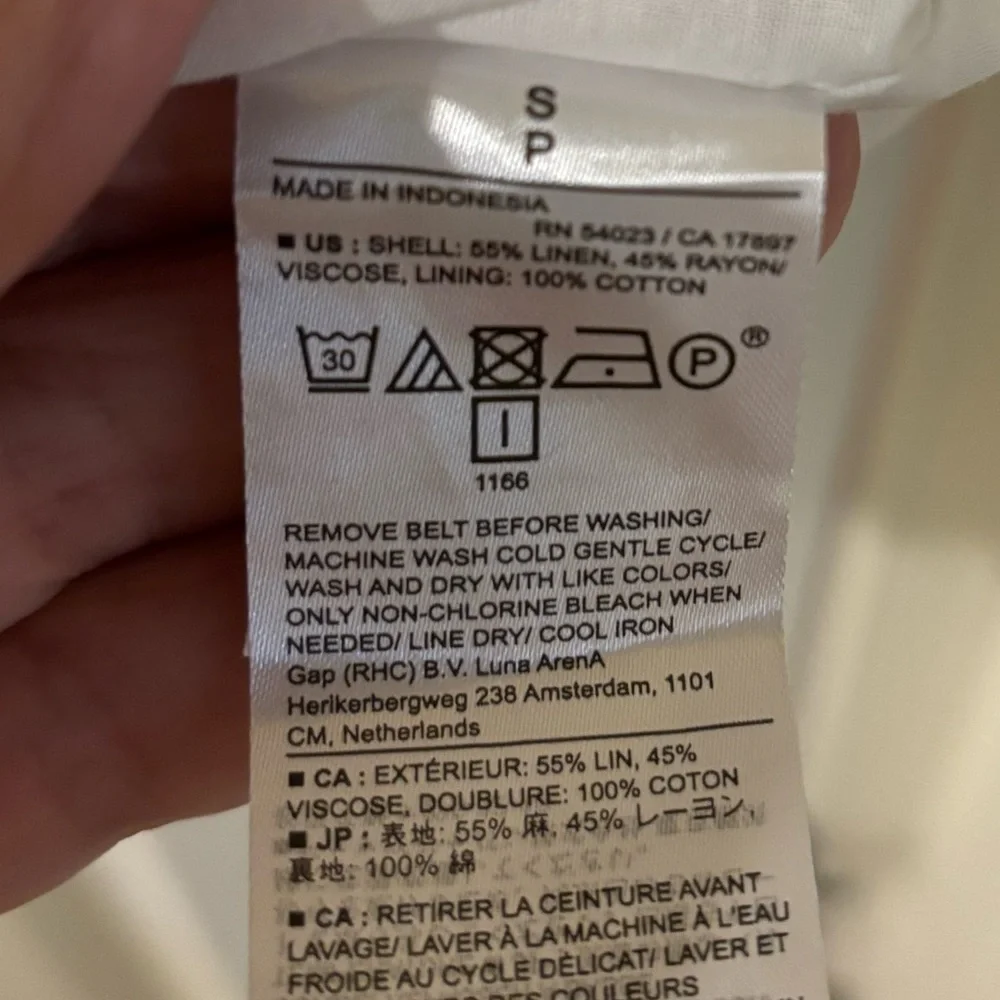 S
P
MADE IN INDONESIA
RN 54023 / CA 17897
■ US : SHELL: 55% LINEN, 45% RAYON/
VISCOSE, LINING: 100% COTTON
30
P
®
1166
REMOVE BELT BEFORE WASHING/
MACHINE WASH COLD GENTLE CYCLE/
WASH AND DRY WITH LIKE COLORS/
ONLY NON-CHLORINE BLEACH WHEN
NEEDED/ LINE DRY/ COOL IRON
Gap (RHC) B.V. Luna ArenA
Herikerbergweg 238 Amsterdam, 1101
CM, Netherlands
■ CA : EXTÉRIEUR: 55% LIN, 45%
VISCOSE, DOUBLURE: 100% COTON
■ JP : 表地: 55% 麻, 45% レーヨン,
裏地: 100% 綿
■ CA : RETIRER LA CEINTURE AVANT
LAVAGE/ LAVER À LA MACHINE À L'EAU
FROIDE AU CYCLE DÉLICAT/ LAVER ET
DES COULEURS